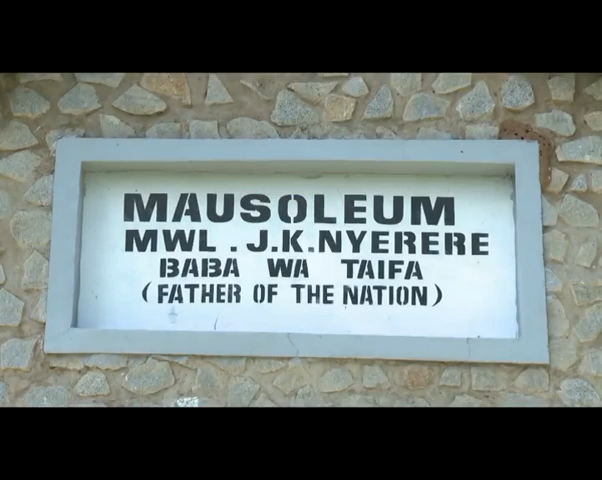 MAUSOLEUM
MWL . J.K.NYERERE
BABA WA TAIFA
(FATHER OF THE NATION)